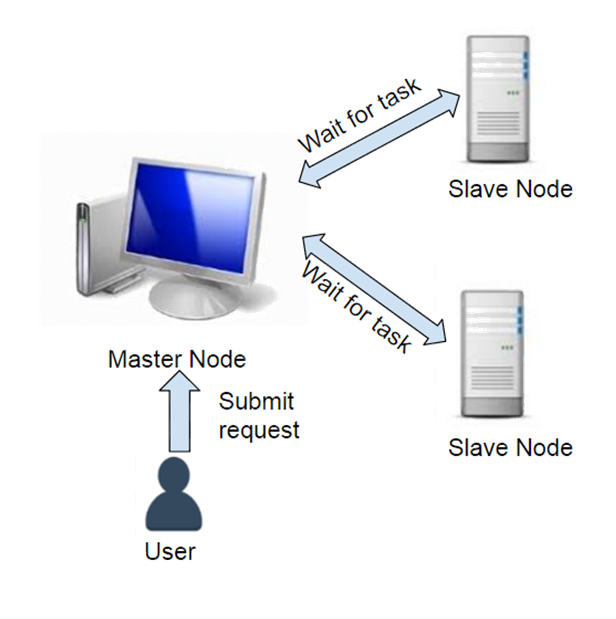 Wait for task
Slave Node
Wait for task
Master Node
Submit
request
Slave Node
User